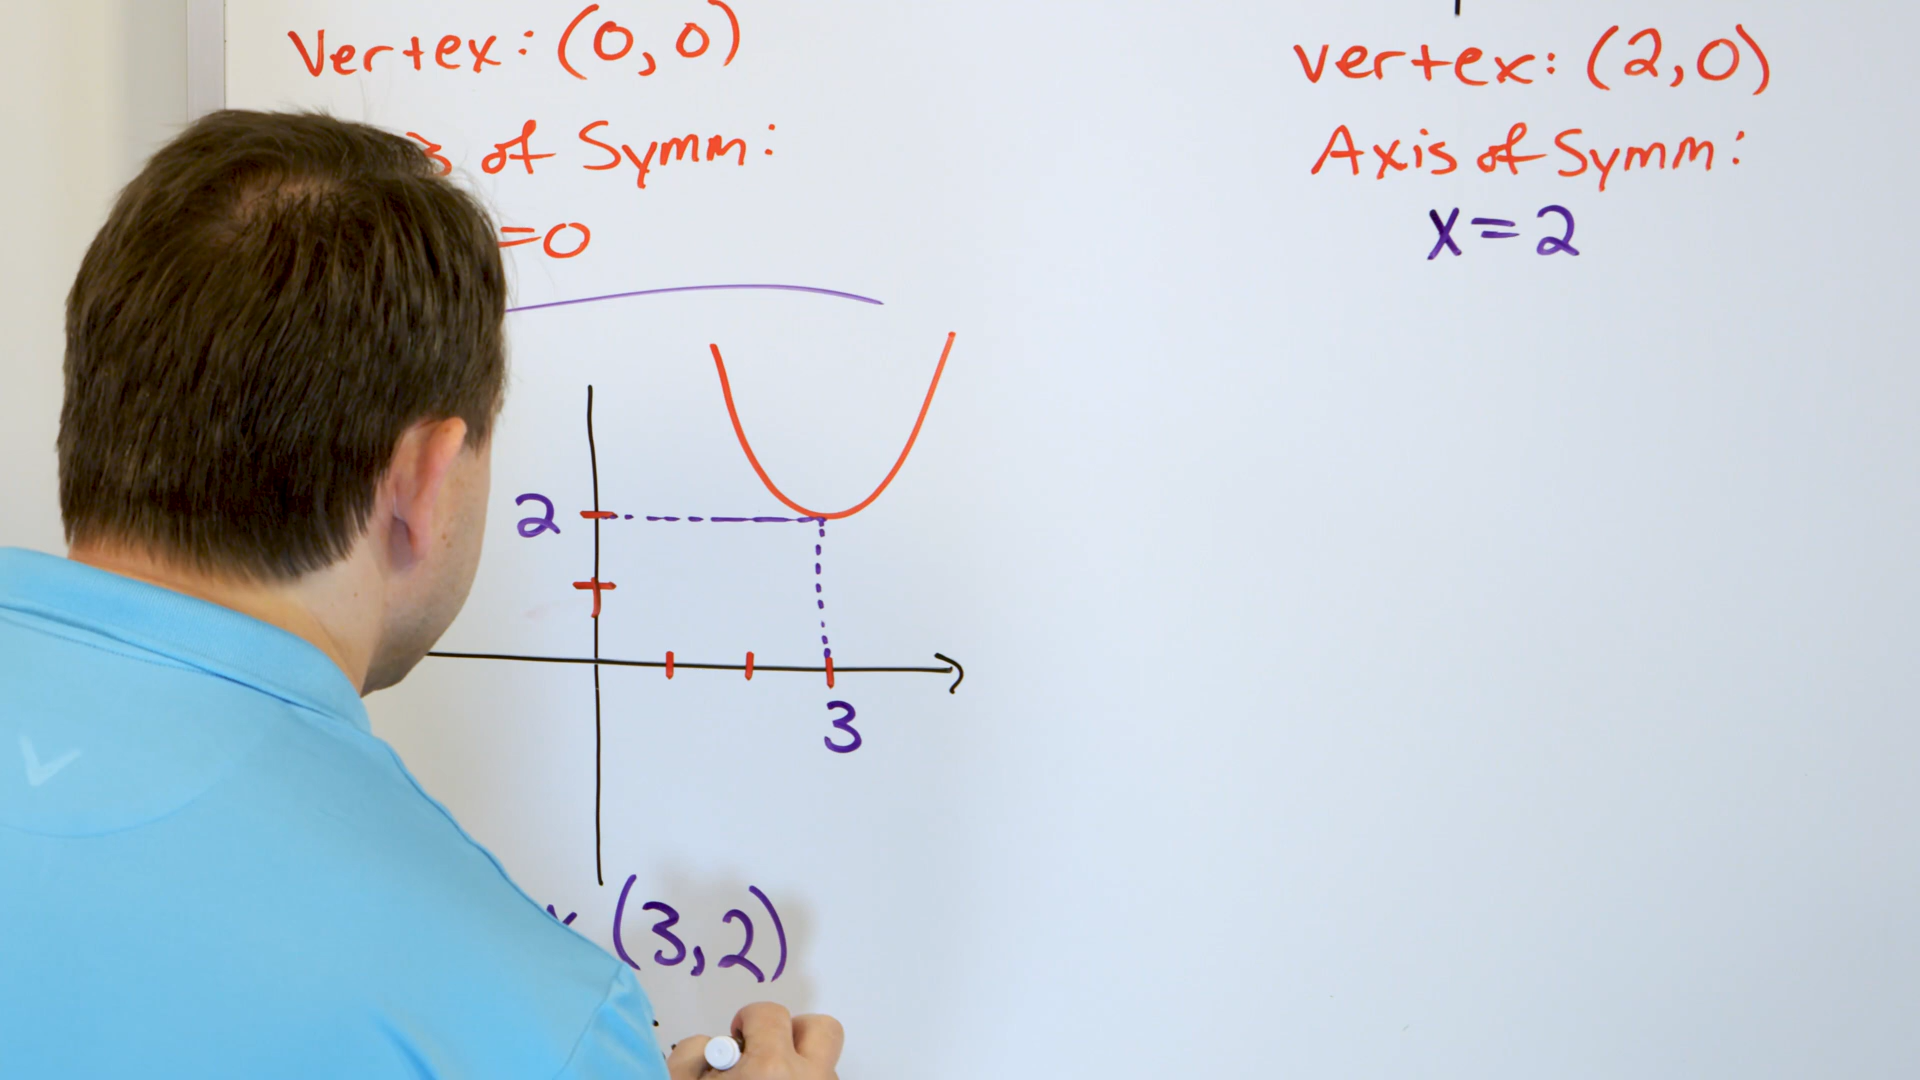 Vertex: (0,0)
of Symm:
=0
2
3
(3,2)
Vertex: (2,0)
Axis of Symm:
x=2